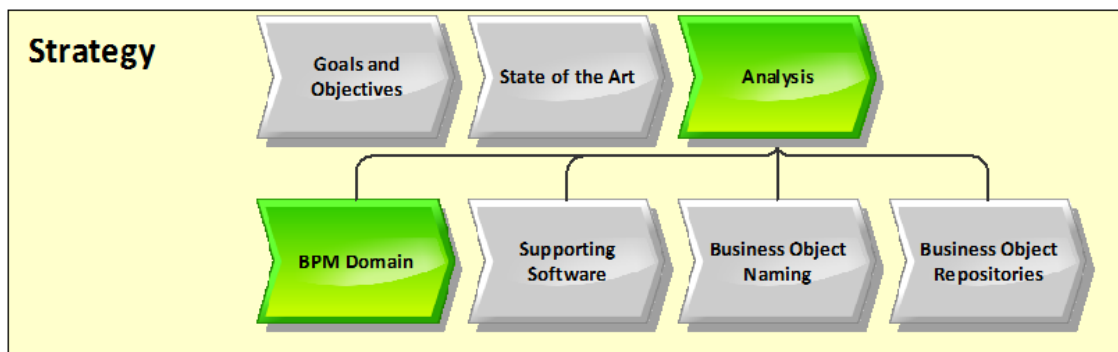 Strategy
Goals and
Objectives
State of the Art
Analysis
BPM Domain
Supporting
Software
Business Object
Naming
Business Object
Repositories